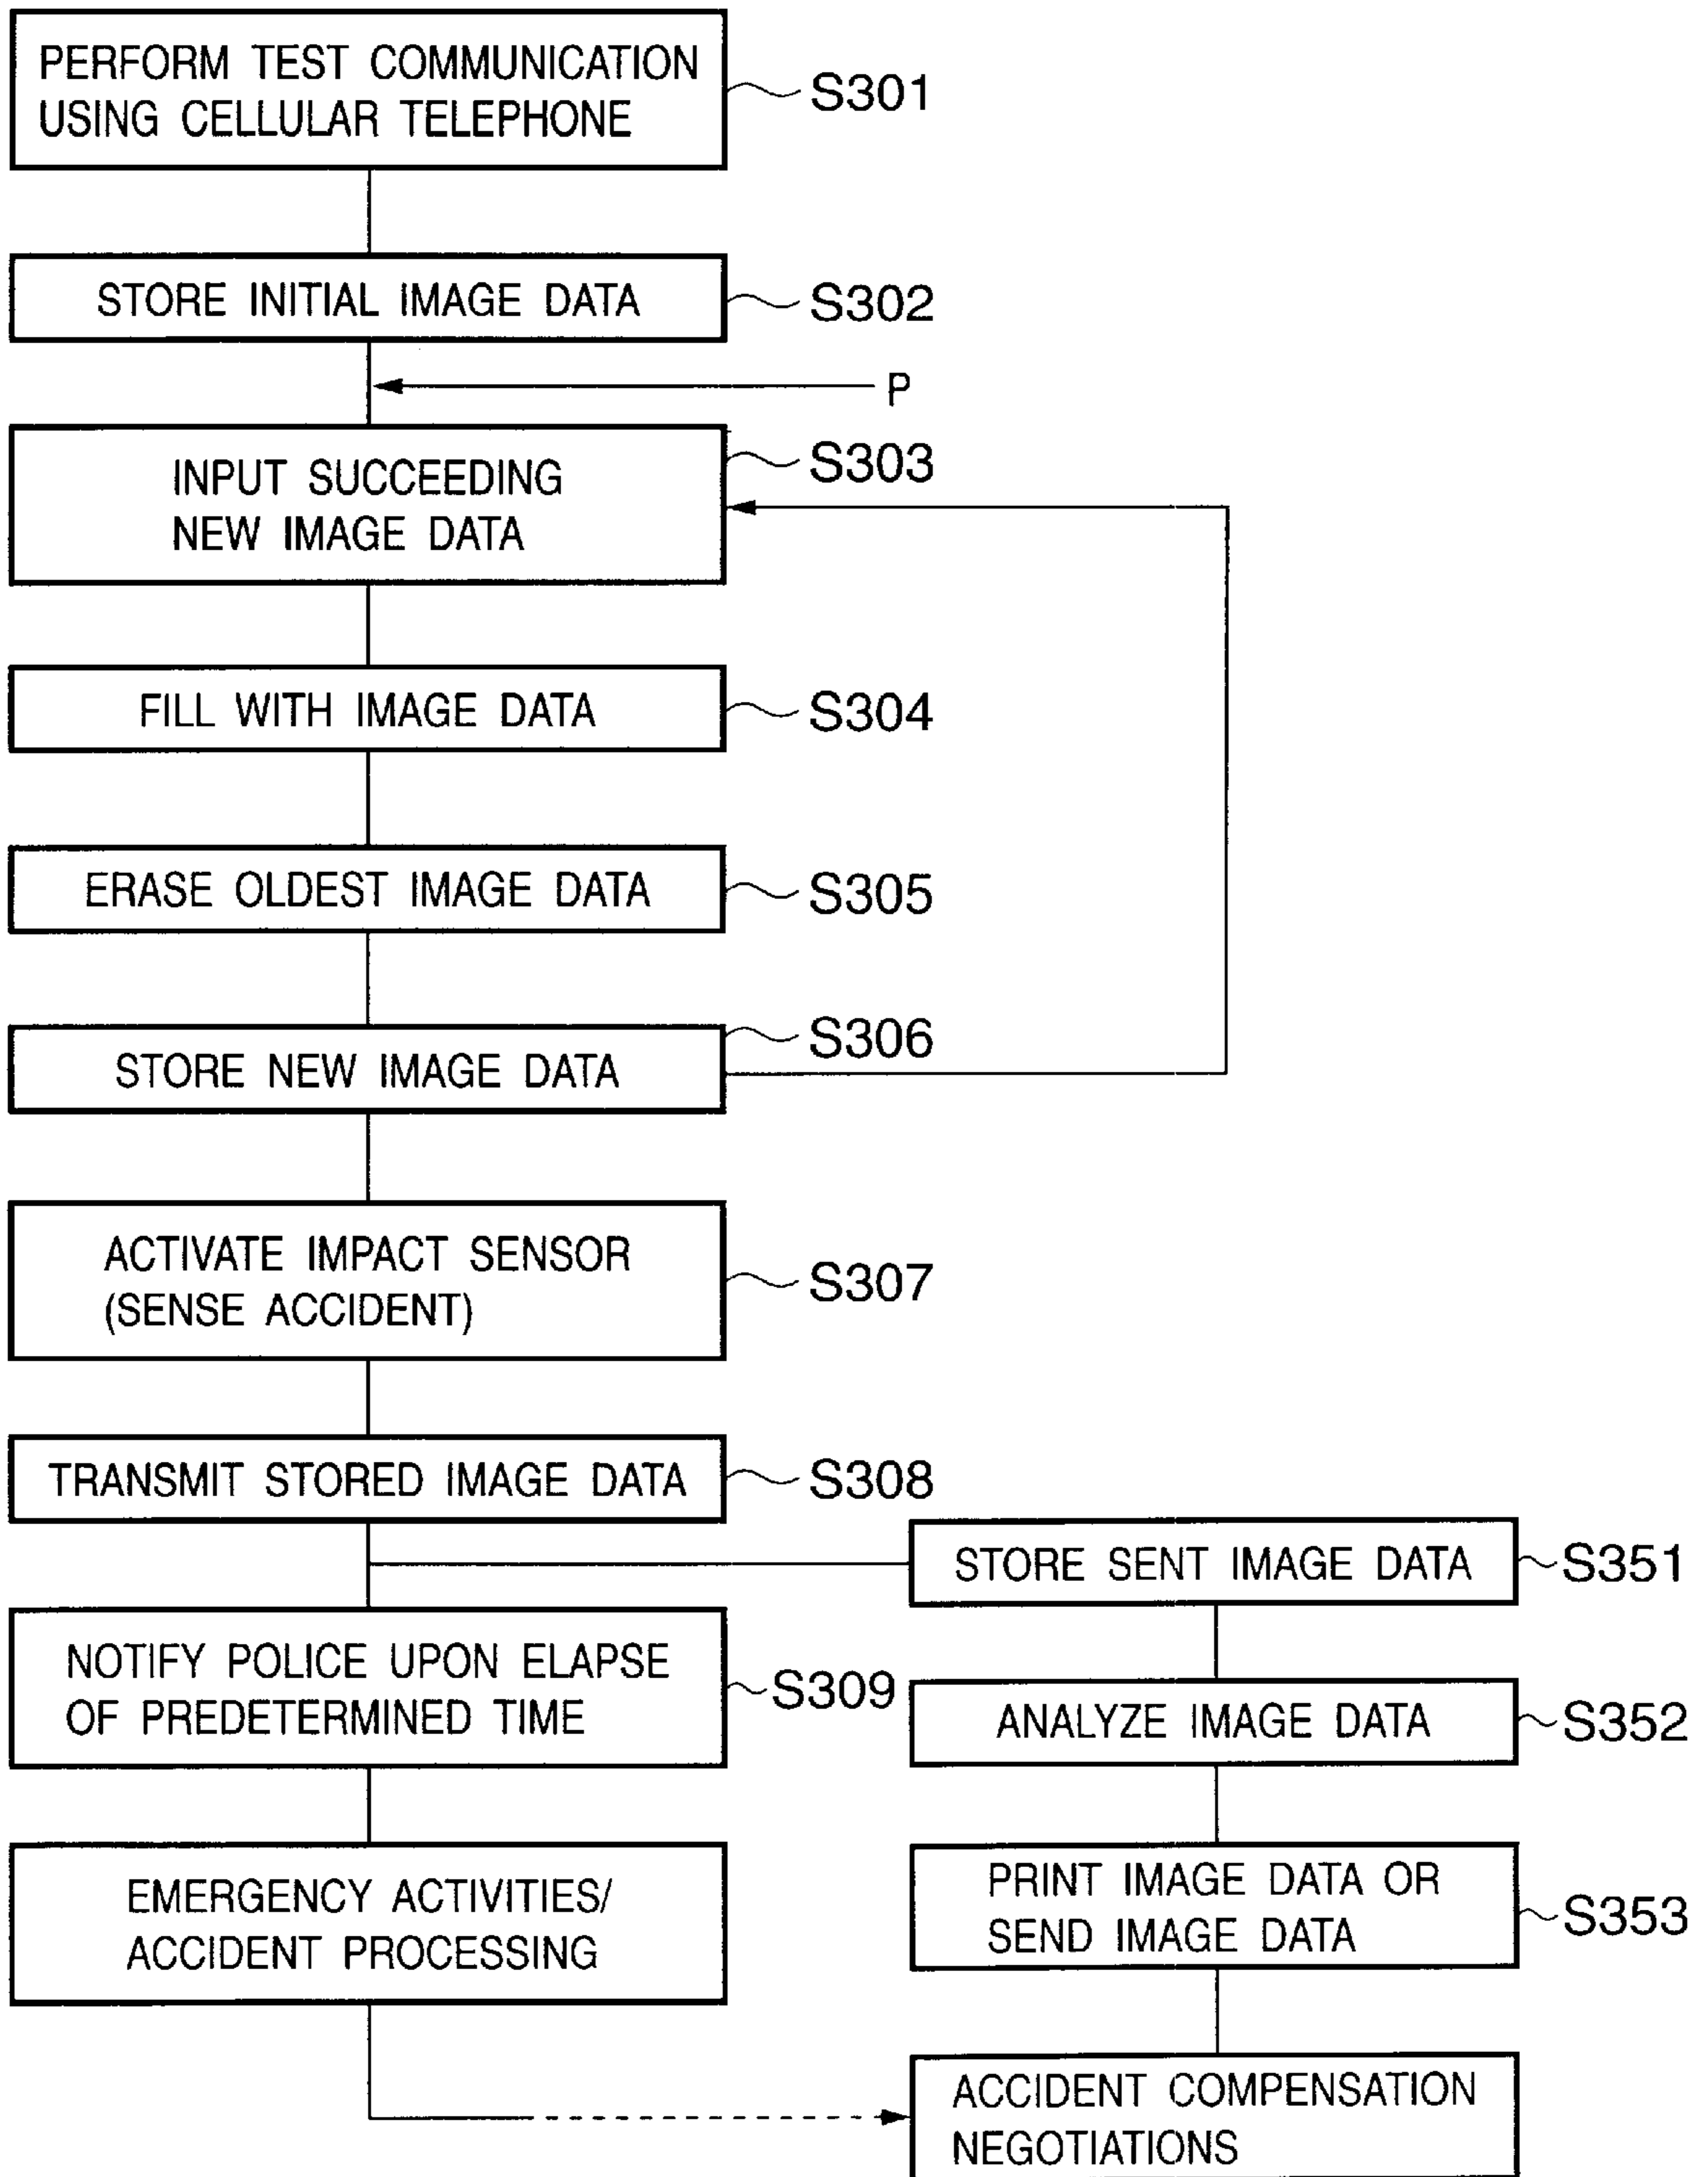 PERFORM TEST COMMUNICATION
USING CELLULAR TELEPHONE
S301
STORE INITIAL IMAGE DATA
S302
P
INPUT SUCCEEDING
NEW IMAGE DATA
S303
FILL WITH IMAGE DATA
S304
ERASE OLDEST IMAGE DATA
S305
STORE NEW IMAGE DATA
S306
ACTIVATE IMPACT SENSOR
(SENSE ACCIDENT)
S307
TRANSMIT STORED IMAGE DATA
S308
NOTIFY POLICE UPON ELAPSE
OF PREDETERMINED TIME
S309
EMERGENCY ACTIVITIES/
ACCIDENT PROCESSING
STORE SENT IMAGE DATA
S351
ANALYZE IMAGE DATA
S352
PRINT IMAGE DATA OR
SEND IMAGE DATA
S353
ACCIDENT COMPENSATION
NEGOTIATIONS